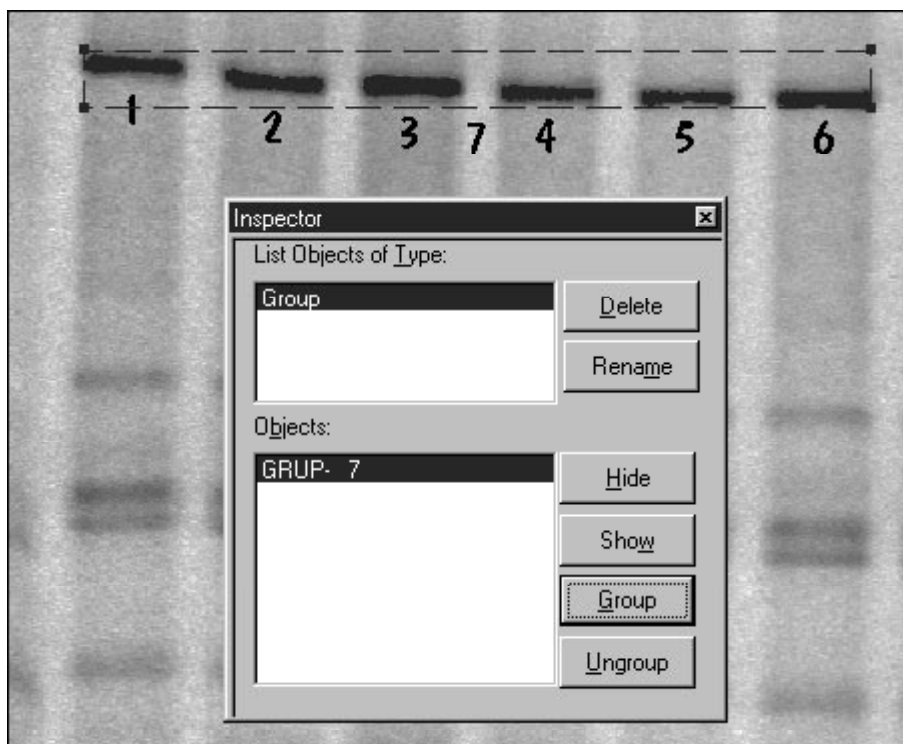 1 2 3 7 4 5 6
Inspector
List Objects of Type:
Group
Delete
Rename
Objects:
GRUP- 7
Hide
Show
Group
Ungroup